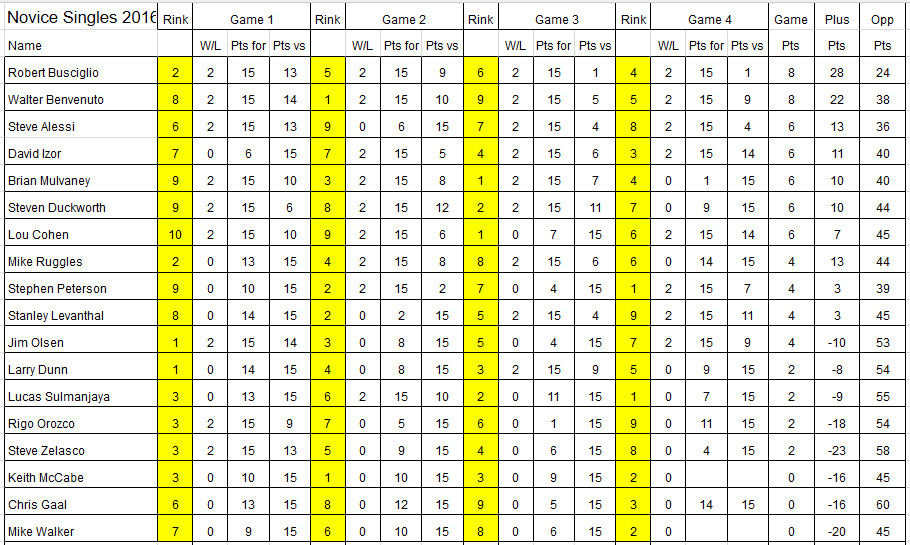 Novice Singles 2016 Rink Game 1 Rink Game 2 Rink Game 3 Rink Game 4 Game Plus Opp
Name W/L Pts for Pts vs W/L Pts for Pts vs W/L Pts for Pts vs W/L Pts for Pts vs Pts Pts Pts
Robert Busciglio 2 2 15 13 5 2 15 9 6 2 15 1 4 2 15 1 8 28 24
Walter Benvenuto 8 2 15 14 1 2 15 10 9 2 15 5 5 2 15 9 8 22 38
Steve Alessi 6 2 15 13 9 0 6 15 7 2 15 4 8 2 15 4 6 13 36
David Izor 7 0 6 15 7 2 15 5 4 2 15 6 3 2 15 14 6 11 40
Brian Mulvaney 9 2 15 10 3 2 15 8 1 2 15 7 4 0 1 15 6 10 40
Steven Duckworth 9 2 15 6 8 2 15 12 2 2 15 11 7 0 9 15 6 10 44
Lou Cohen 10 2 15 10 9 2 15 6 1 0 7 15 6 2 15 14 6 7 45
Mike Ruggles 2 0 13 15 4 2 15 8 8 2 15 6 6 0 14 15 4 13 44
Stephen Peterson 9 0 10 15 2 2 15 2 7 0 4 15 1 2 15 7 4 3 39
Stanley Levanthal 8 0 14 15 2 0 2 15 5 2 15 4 9 2 15 11 4 3 45
Jim Olsen 1 2 15 14 3 0 8 15 5 0 4 15 7 2 15 9 4 -10 53
Larry Dunn 1 0 14 15 4 0 8 15 3 2 15 9 5 0 9 15 2 -8 54
Lucas Sulmanjaya 3 0 13 15 6 2 15 10 2 0 11 15 1 0 7 15 2 -9 55
Rigo Orozco 3 2 15 9 7 0 5 15 6 0 1 15 9 0 11 15 2 -18 54
Steve Zelasco 3 2 15 13 5 0 9 15 4 0 6 15 8 0 4 15 2 -23 58
Keith McCabe 3 0 10 15 1 0 10 15 3 0 9 15 2 0 0 -16 45
Chris Gaal 6 0 13 15 8 0 12 15 9 0 5 15 3 0 14 15 0 -16 60
Mike Walker 7 0 9 15 6 0 10 15 8 0 6 15 2 0 0 -20 45